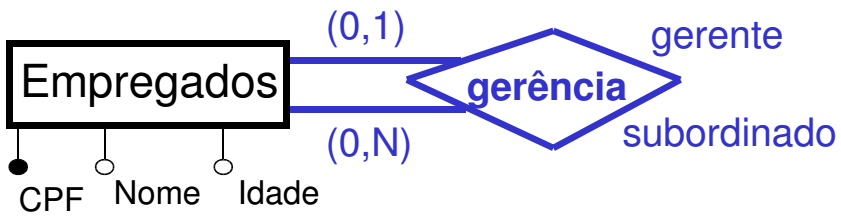 (0,1)
gerente
Empregados
gerência
subordinado
(0,N)
CPF
Nome
Idade